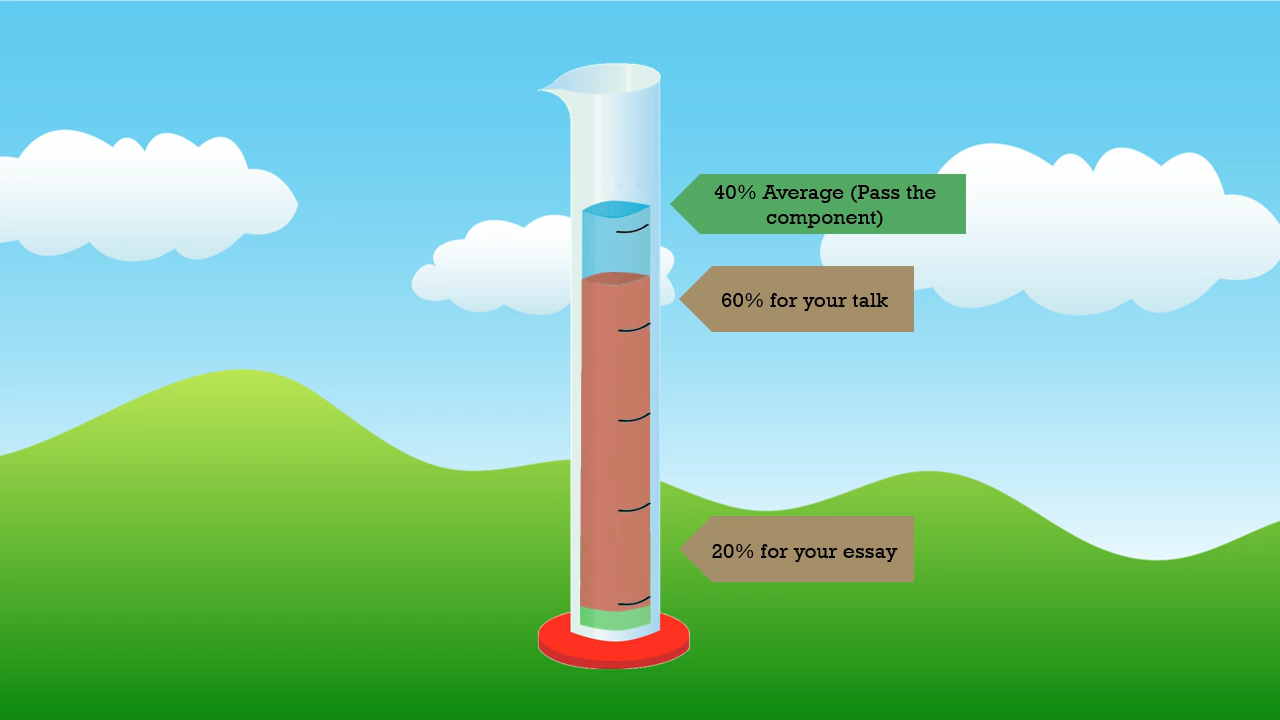 40% Average (Pass the
component)
60% for your talk
20% for your essay